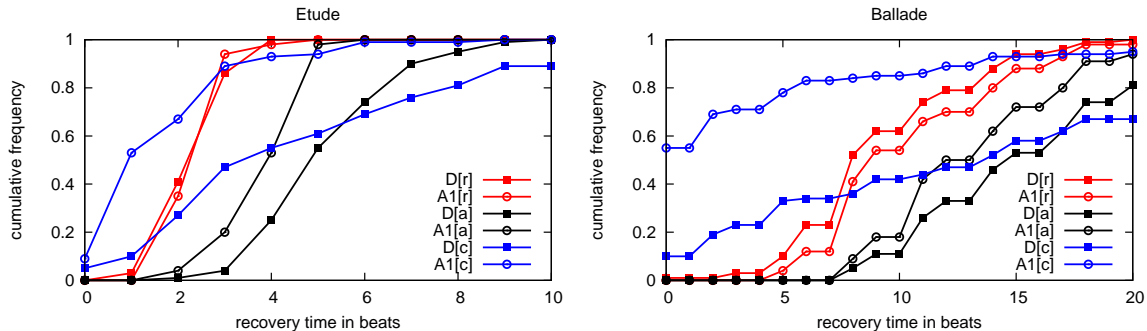 Etude
cumulative frequency
1
0.8
0.6
0.4
0.2
0
0 2 4 6 8 10
recovery time in beats
D[r]
A1[r]
D[a]
A1[a]
D[c]
A1[c]
Ballade
cumulative frequency
1
0.8
0.6
0.4
0.2
0
0 5 10 15 20
recovery time in beats
D[r]
A1[r]
D[a]
A1[a]
D[c]
A1[c]